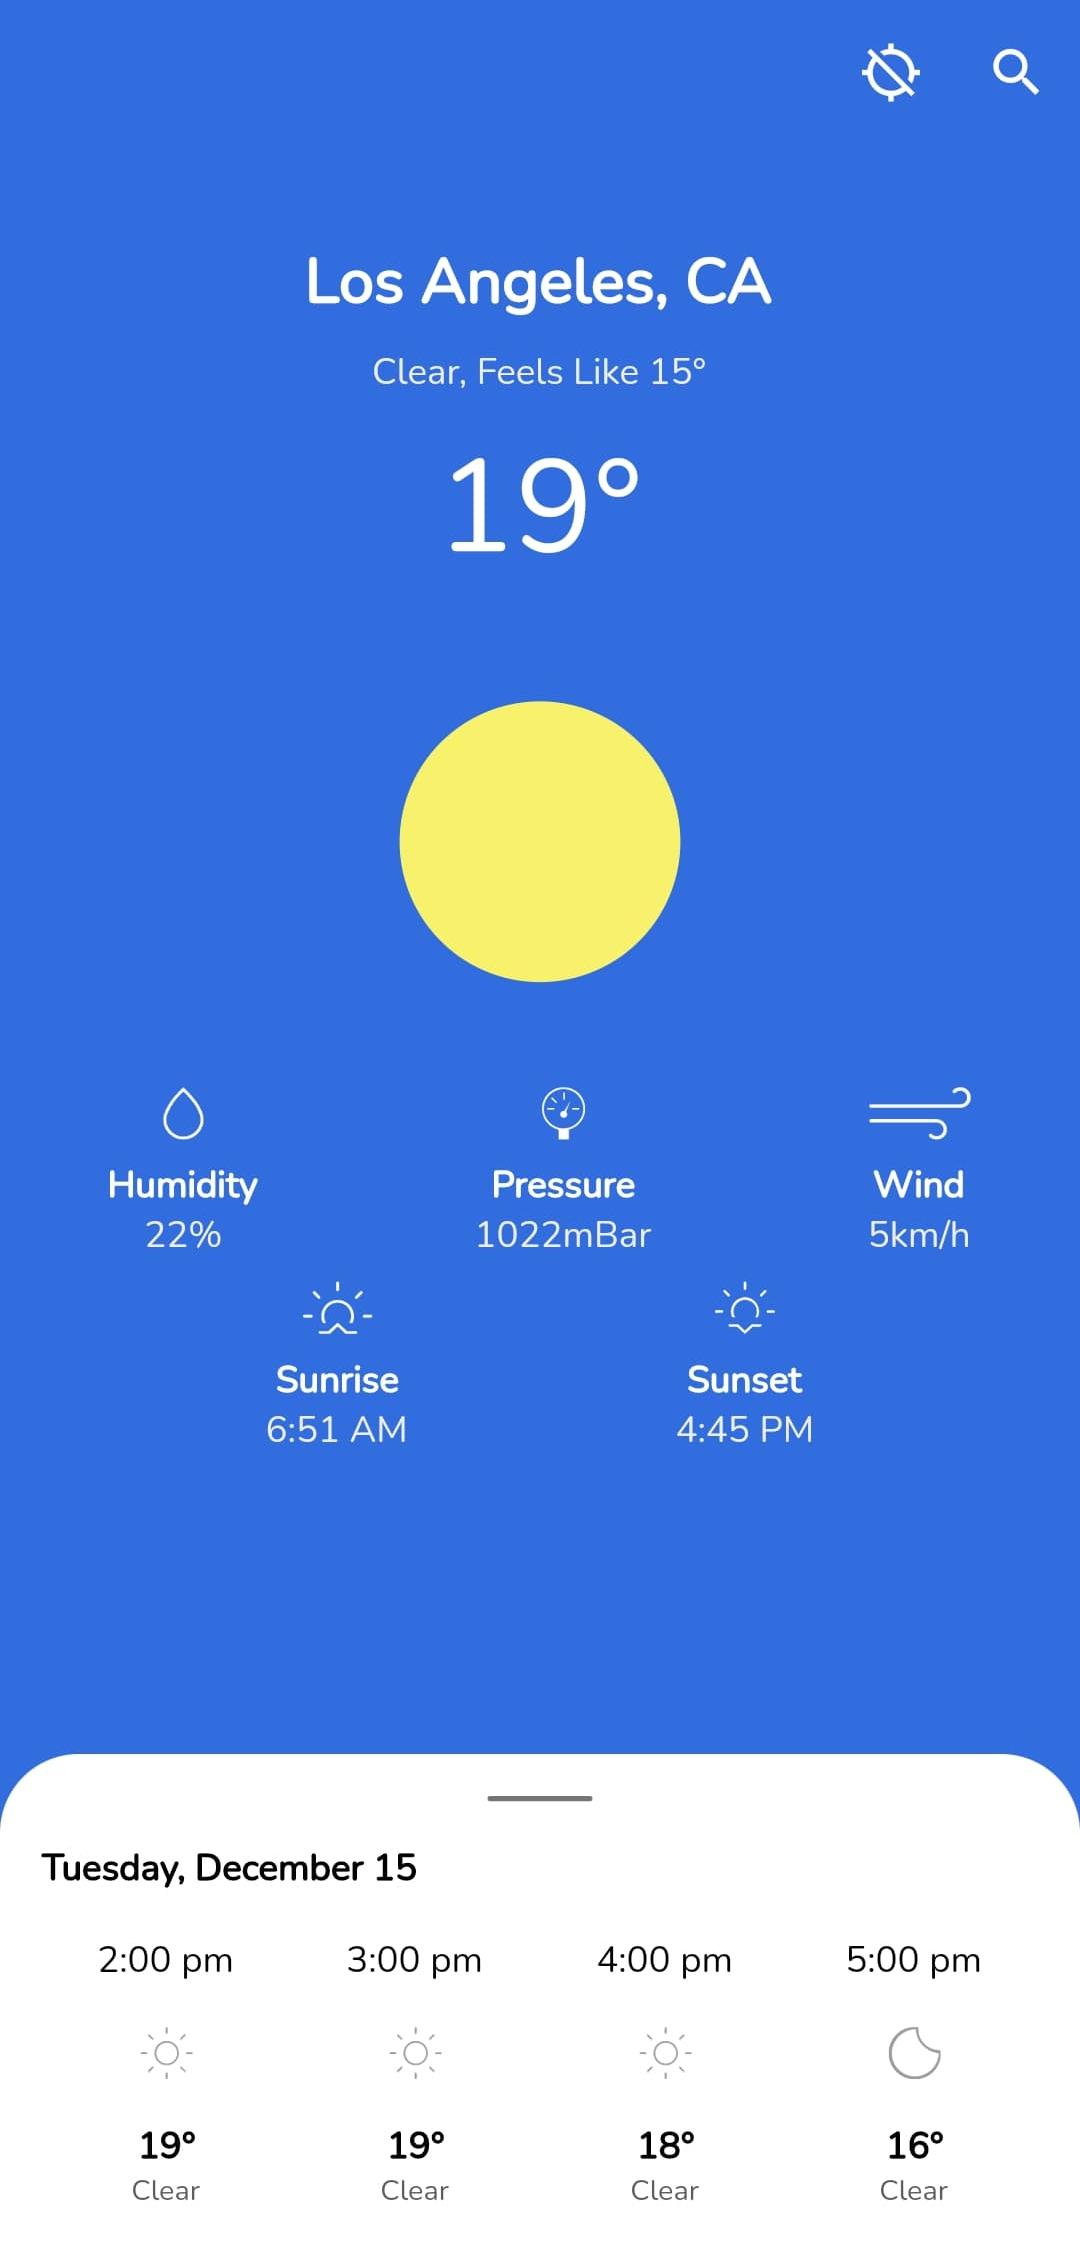 Los Angeles, CA
Clear, Feels Like 15°
19°
Humidity
22%
Pressure
1022mBar
Wind
5km/h
Sunrise
6:51 AM
Sunset
4:45 PM
Tuesday, December 15
2:00 pm 3:00 pm 4:00 pm 5:00 pm
19° 19° 18° 16°
Clear Clear Clear Clear